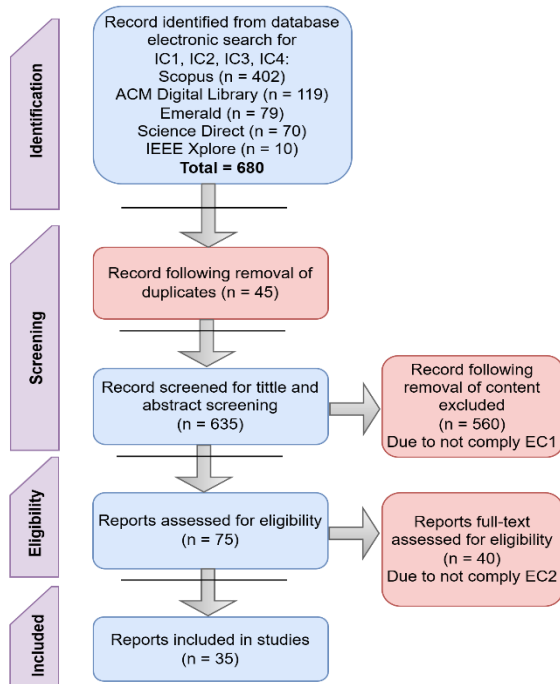 Identification
Record identified from database
electronic search for
IC1, IC2, IC3, IC4:
Scopus (n = 402)
ACM Digital Library (n = 119)
Emerald (n = 79)
Science Direct (n = 70)
IEEE Xplore (n = 10)
Total = 680
Screening
Record following removal of
duplicates (n = 45)
Record screened for tittle and
abstract screening
(n = 635)
Record following
removal of content
excluded
(n = 560)
Due to not comply EC1
Eligibility
Reports assessed for eligibility
(n = 75)
Reports full-text
assessed for eligibility
(n = 40)
Due to not comply EC2
Included
Reports included in studies
(n = 35)